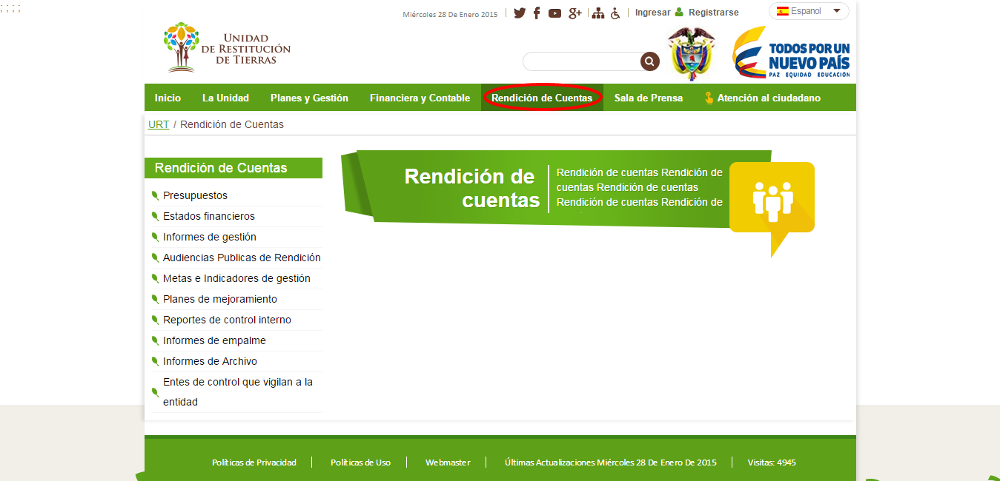 ; ; ; ;
Miércoles 28 De Enero 2015
Ingresar
Registrarse
Espanol
UNIDAD
DE RESTITUCIÓN
DE TIERRAS
TODOS POR UN
NUEVO PAÍS
PAZ EQUIDAD EDUCACIÓN
Inicio
La Unidad
Planes y Gestión
Financiera y Contable
Rendición de Cuentas
Sala de Prensa
Atención al ciudadano
URT / Rendición de Cuentas
Rendición de Cuentas
Presupuestos
Estados financieros
Informes de gestión
Audiencias Publicas de Rendición
Metas e Indicadores de gestión
Planes de mejoramiento
Reportes de control interno
Informes de empalme
Informes de Archivo
Entes de control que vigilan a la
entidad
Rendición de
cuentas
Rendición de cuentas Rendición de
cuentas Rendición de cuentas
Rendición de cuentas Rendición de
Políticas de Privacidad
Políticas de Uso
Webmaster
Últimas Actualizaciones Miércoles 28 De Enero De 2015
Visitas: 4945